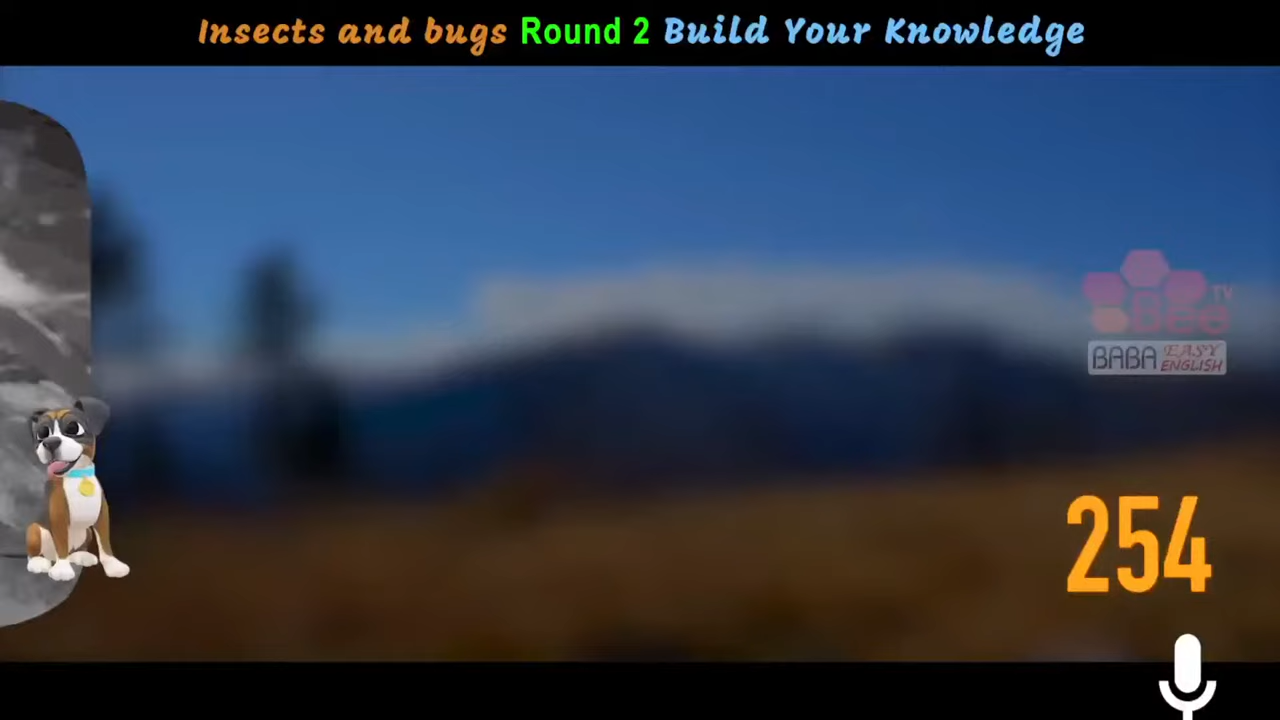 Insects and bugs Round 2 Build Your Knowledge
Bee TV
BABA EASY ENGLISH
254